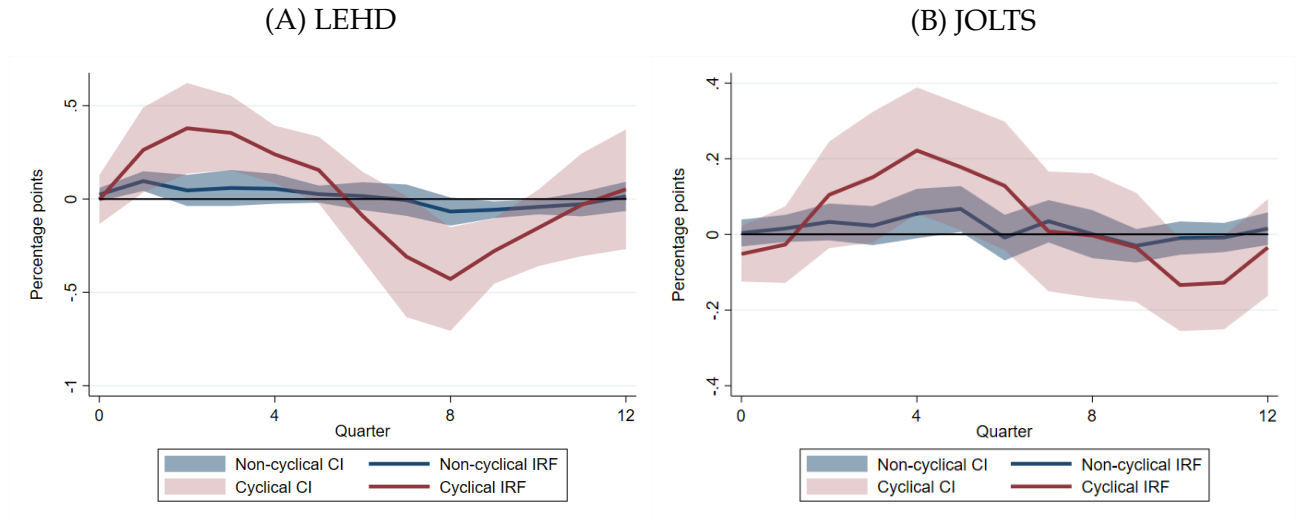 (A) LEHD
(B) JOLTS
Percentage points
.5
0
-.5
-1
0 4 8 12
Quarter
Non-cyclical CI Non-cyclical IRF
Cyclical CI Cyclical IRF
Percentage points
.4
.2
0
-.2
-.4
0 4 8 12
Quarter
Non-cyclical CI Non-cyclical IRF
Cyclical CI Cyclical IRF